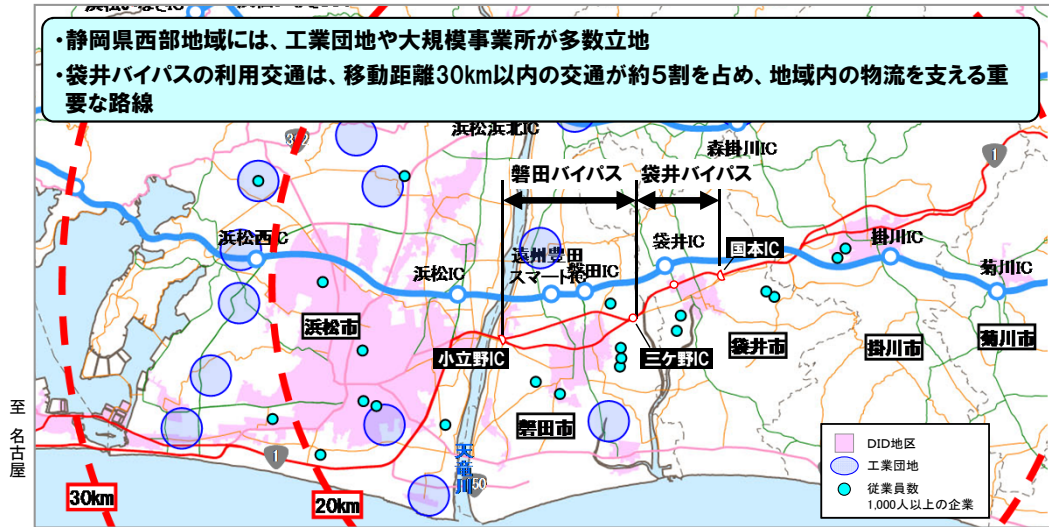 ・静岡県西部地域には、工業団地や大規模事業所が多数立地
・袋井バイパスの利用交通は、移動距離30km以内の交通が約5割を占め、地域内の物流を支える重
要な路線
浜松浜北IC
森掛川IC
1
磐田バイパス
袋井バイパス
浜松西IC
浜松IC
遠州豊田
スマートIC
磐田IC
袋井IC
国本IC
掛川IC
菊川IC
浜松市
小立野IC
三ケ野IC
袋井市
掛川市
菊川市
磐田市
至 名古屋
1
天竜川
30km
20km
DID地区
工業団地
従業員数
1,000人以上の企業